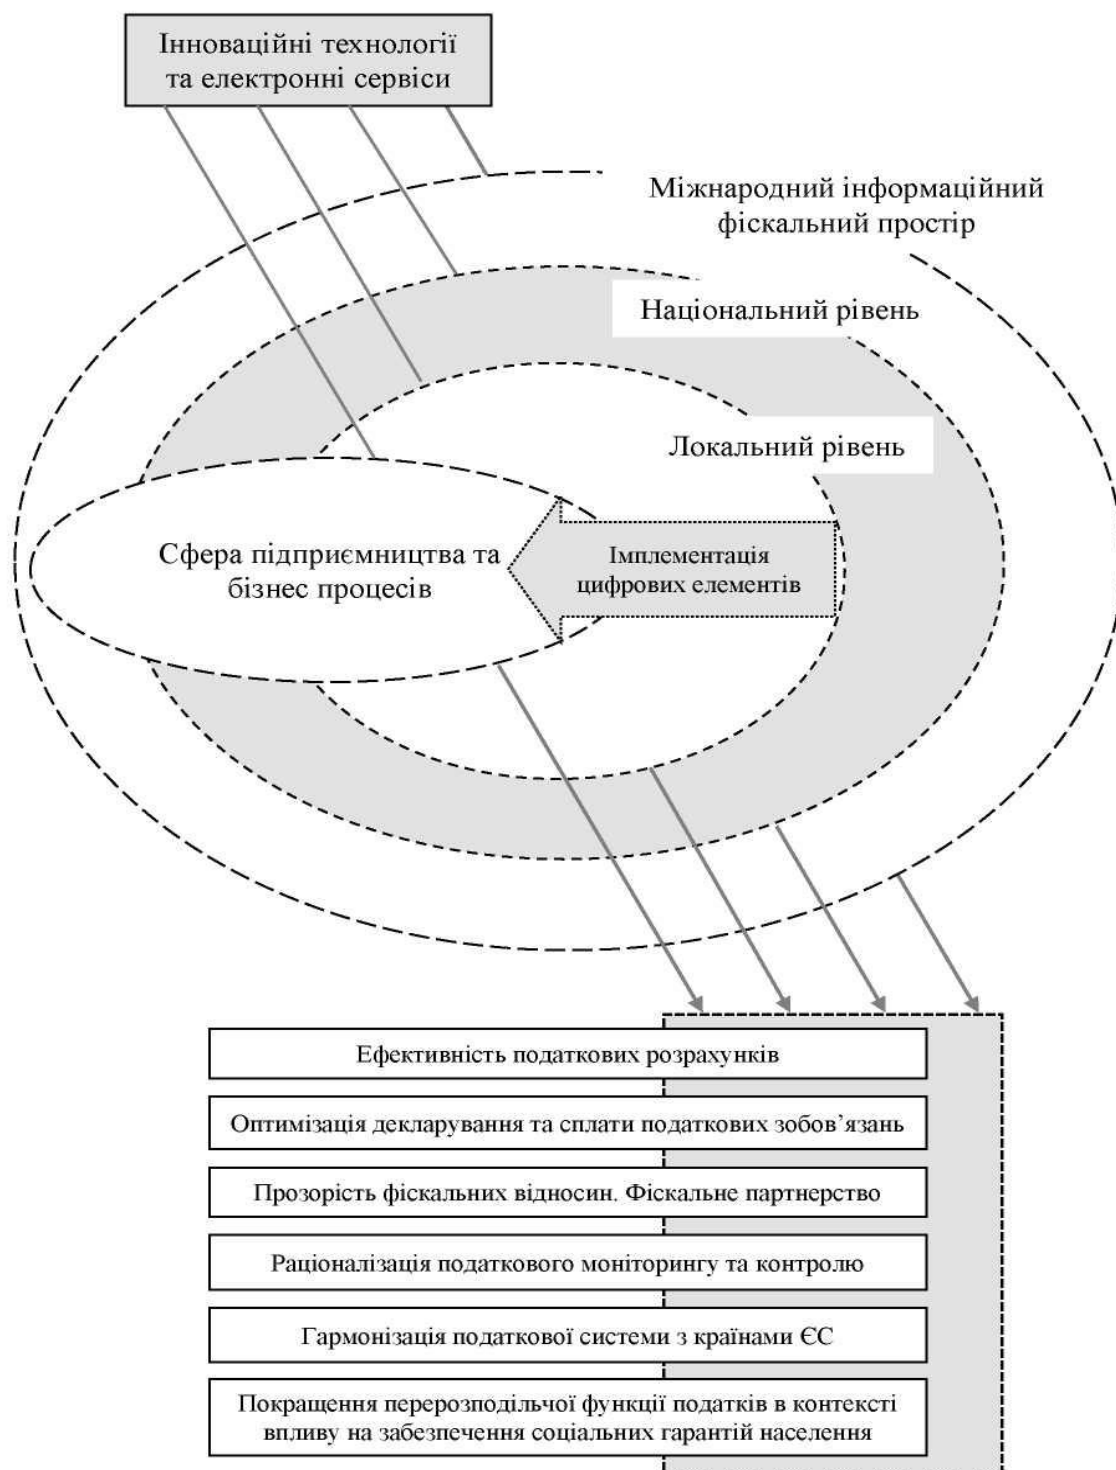 Інноваційні технології
та електронні сервіси
Міжнародний інформаційний
фіскальний простір
Національний рівень
Локальний рівень
Сфера підприємництва та
бізнес процесів
Імплементація
цифрових елементів
Ефективність податкових розрахунків
Оптимізація декларування та сплати податкових зобов’язань
Прозорість фіскальних відносин. Фіскальне партнерство
Раціоналізація податкового моніторингу та контролю
Гармонізація податкової системи з країнами ЄС
Покращення перерозподільчої функції податків в контексті
впливу на забезпечення соціальних гарантій населення